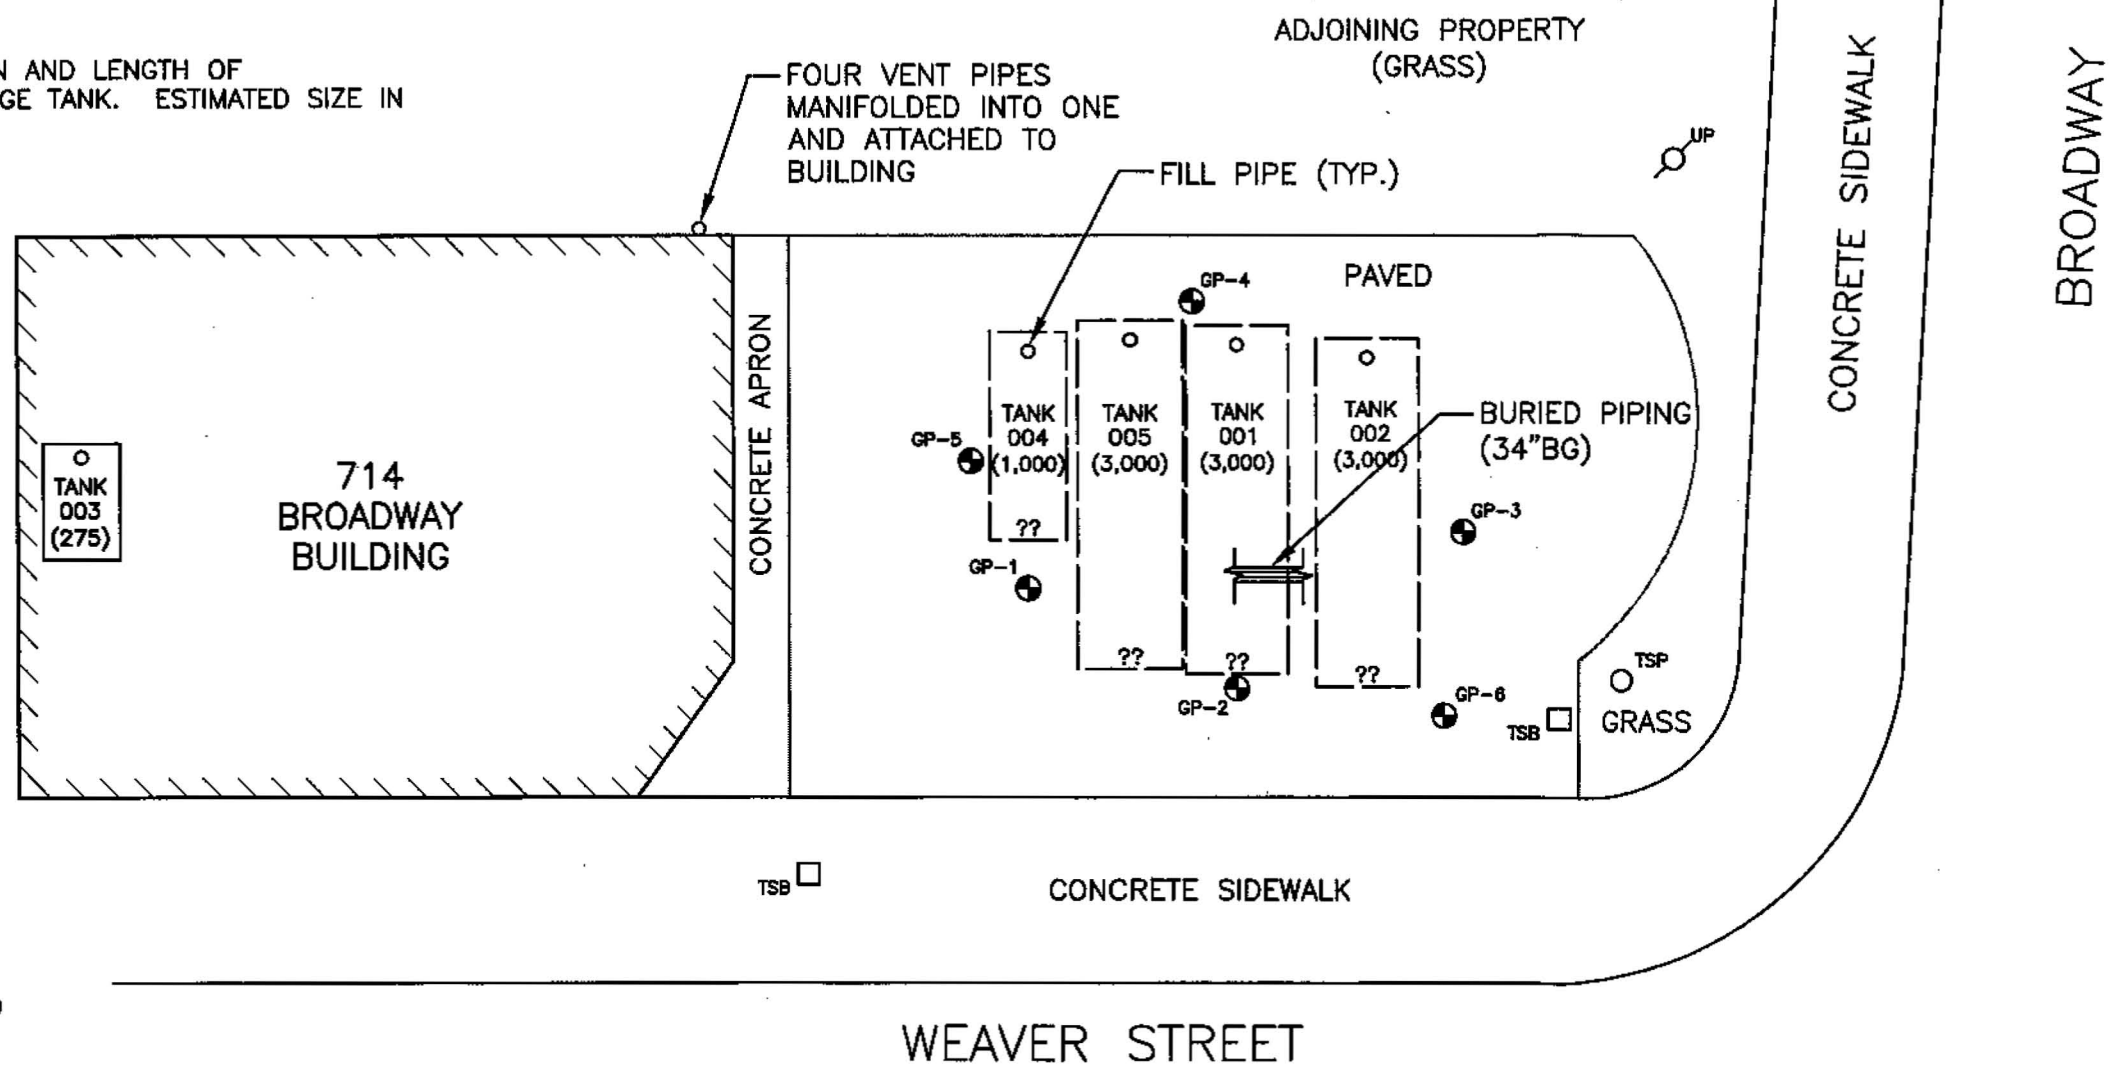 N AND LENGTH OF
GE TANK. ESTIMATED SIZE IN
FOUR VENT PIPES
MANIFOLDED INTO ONE
AND ATTACHED TO
BUILDING
FILL PIPE (TYP.)
ADJOINING PROPERTY
(GRASS)
UP
CONCRETE SIDEWALK
BROADWAY
PAVED
GP-4
CONCRETE APRON
TANK
003
(275)
714
BROADWAY
BUILDING
GP-5
TANK
004
(1,000)
??
TANK
005
(3,000)
??
TANK
001
(3,000)
??
TANK
002
(3,000)
??
BURIED PIPING
(34"BG)
GP-3
GP-1
GP-2
GP-6
TSB
TSP
GRASS
TSB
CONCRETE SIDEWALK
WEAVER STREET